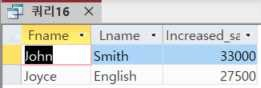 쿼리16
Fname Lname Increased_sa
John Smith 33000
Joyce English 27500